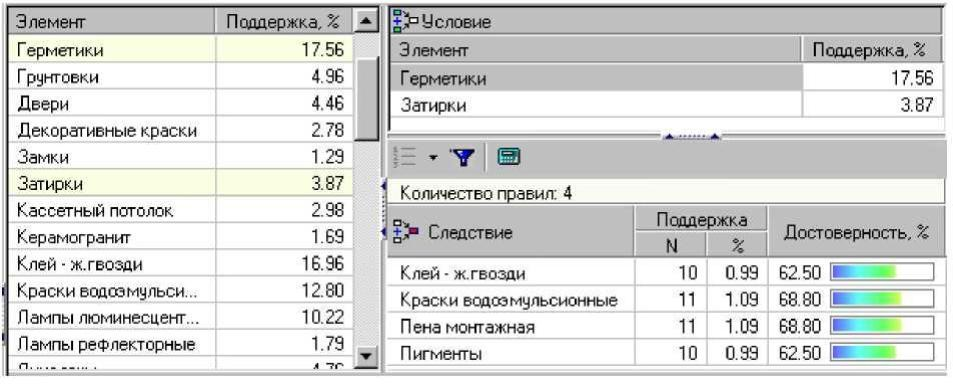 Элемент Поддержка, %
Герметики 17.56
Грунтовки 4.96
Двери 4.46
Декоративные краски 2.78
Замки 1.29
Затирки 3.87
Кассетный потолок 2.98
Керамогранит 1.69
Клей - ж.гвозди 16.96
Краски водоэмульси... 12.80
Лампы люминесцент... 10.22
Лампы рефлекторные 1.79
4.76
Условие
Элемент Поддержка, %
Герметики 17.56
Затирки 3.87
Количество правил: 4
Следствие Поддержка Достоверность, %
N %
Клей - ж.гвозди 10 0.99 62.50
Краски водоэмульсионные 11 1.09 68.80
Пена монтажная 11 1.09 68.80
Пигменты 10 0.99 62.50